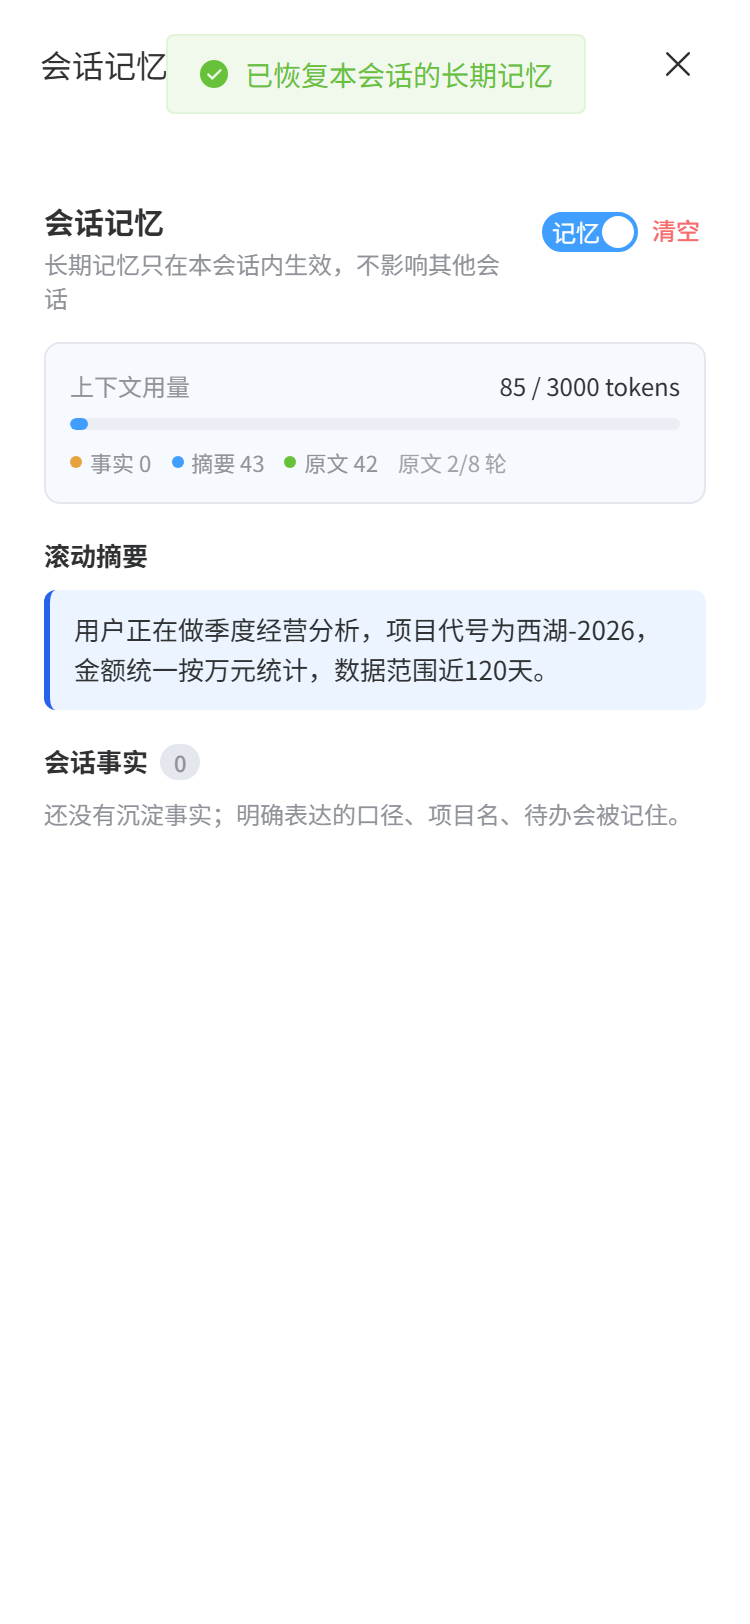 会话记忆
已恢复本会话的长期记忆
会话记忆
记忆
清空
长期记忆只在本会话内生效，不影响其他会
话
上下文用量
85 / 3000 tokens
事实 0
摘要 43
原文 42
原文 2/8 轮
滚动摘要
用户正在做季度经营分析，项目代号为西湖-2026，
金额统一按万元统计，数据范围近120天。
会话事实
0
还没有沉淀事实；明确表达的口径、项目名、待办会被记住。